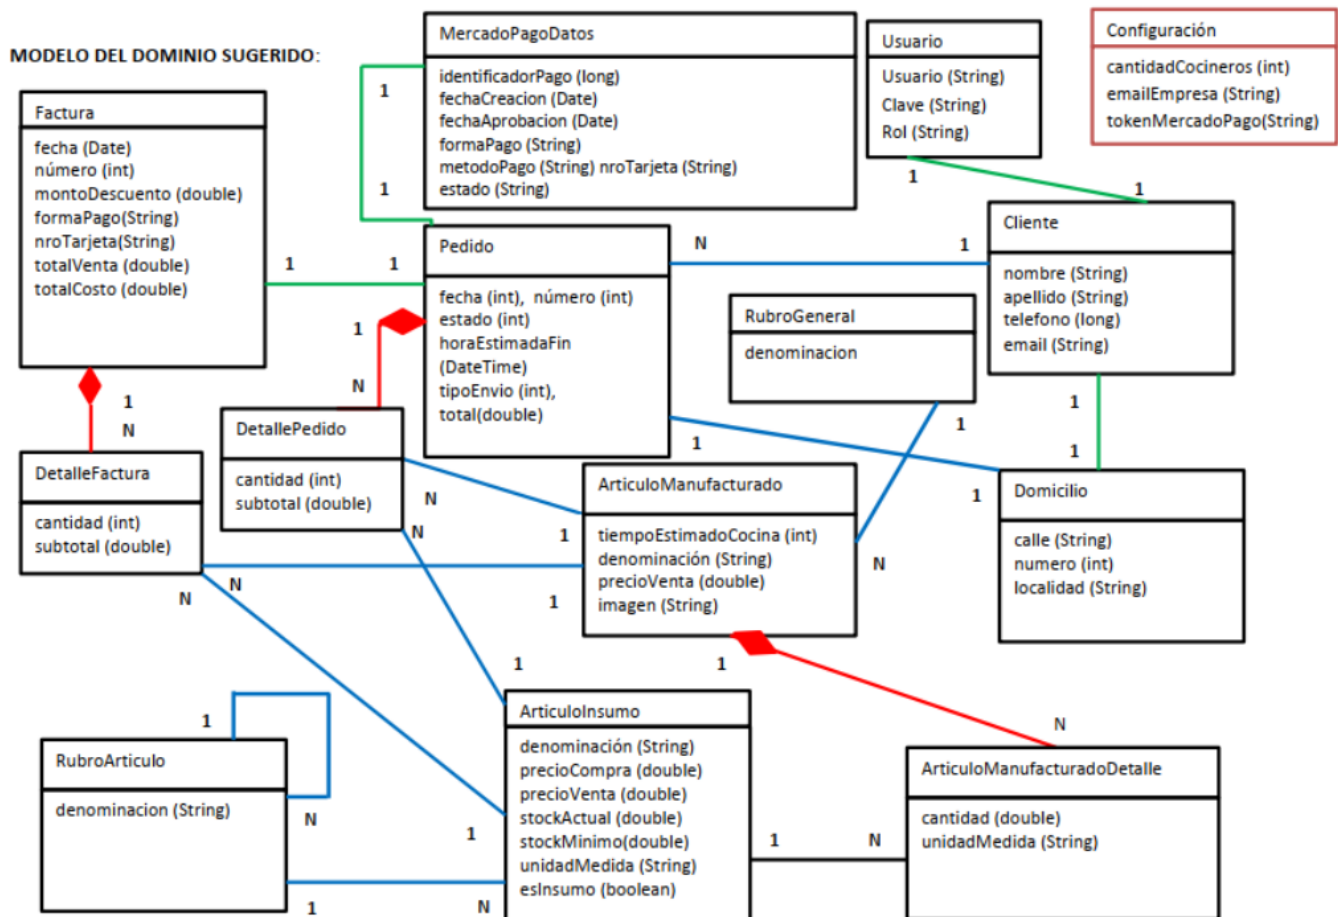 MODELO DEL DOMINIO SUGERIDO:
Factura
fecha (Date)
número (int)
montoDescuento (double)
formaPago(String)
nroTarjeta(String)
totalVenta (double)
totalCosto (double)
MercadoPagoDatos
identificadorPago (long)
fechaCreacion (Date)
fechaAprobacion (Date)
formaPago (String)
metodoPago (String) nroTarjeta (String)
estado (String)
Usuario
Usuario (String)
Clave (String)
Rol (String)
Configuración
cantidadCocineros (int)
emailEmpresa (String)
tokenMercadoPago(String)
1
1
1
1
1
1
N
1
Pedido
fecha (int), número (int)
estado (int)
horaEstimadaFin
(DateTime)
tipoEnvio (int),
total(double)
Cliente
nombre (String)
apellido (String)
telefono (long)
email (String)
RubroGeneral
denominacion
1
N
1
N
1
1
1
1
1
DetallePedido
cantidad (int)
subtotal (double)
DetalleFactura
cantidad (int)
subtotal (double)
ArticuloManufacturado
tiempoEstimadoCocina (int)
denominación (String)
precioVenta (double)
imagen (String)
Domicilio
calle (String)
numero (int)
localidad (String)
N
N
1
N
N
N
1
1
1
N
RubroArticulo
denominacion (String)
1
N
ArticuloInsumo
denominación (String)
precioCompra (double)
precioVenta (double)
stockActual (double)
stockMinimo(double)
unidadMedida (String)
esInsumo (boolean)
ArticuloManufacturadoDetalle
cantidad (double)
unidadMedida (String)
1
1
N
1
N